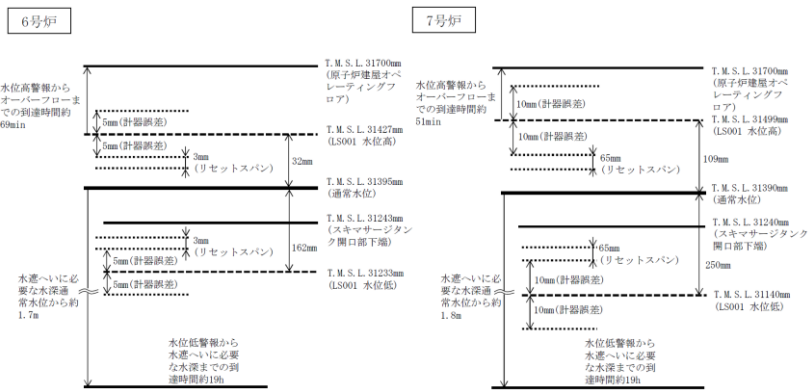 6号炉
水位高警報から
オーバーフローま
での到達時間約
69min
5mm(計器誤差)
5mm(計器誤差)
3mm
(リセットスパン)
32mm
T.M.S.L.31700mm
(原子炉建屋オペ
レーティングフ
ロア)
T.M.S.L.31427mm
(LS001 水位高)
T.M.S.L.31395mm
(通常水位)
T.M.S.L.31243mm
(スキマサージタン
ク開口部下端)
3mm
(リセットスパン)
5mm(計器誤差)
5mm(計器誤差)
162mm
T.M.S.L.31233mm
(LS001 水位低)
水遮へいに必
要な水深通
常水位から約
1.7m
水位低警報から
水遮へいに必要
な水深までの到
達時間約19h
7号炉
水位高警報から
オーバーフローま
での到達時間約
51min
10mm(計器誤差)
10mm(計器誤差)
65mm
(リセットスパン)
109mm
T.M.S.L.31700mm
(原子炉建屋オペ
レーティングフ
ロア)
T.M.S.L.31499mm
(LS001 水位高)
T.M.S.L.31390mm
(通常水位)
T.M.S.L.31240mm
(スキマサージタンク
開口部下端)
65mm
(リセットスパン)
10mm(計器誤差)
10mm(計器誤差)
250mm
T.M.S.L.31140mm
(LS001 水位低)
水遮へいに必
要な水深通
常水位から約
1.8m
水位低警報から
水遮へいに必要
な水深までの到
達時間約19h